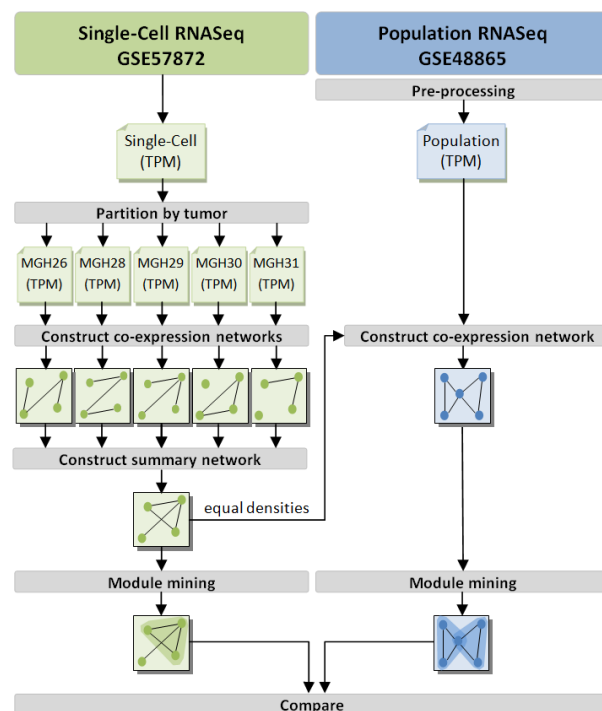 Single-Cell RNASeq
GSE57872
Population RNASeq
GSE48865
Pre-processing
Single-Cell
(TPM)
Population
(TPM)
Partition by tumor
MGH26
(TPM)
MGH28
(TPM)
MGH29
(TPM)
MGH30
(TPM)
MGH31
(TPM)
Construct co-expression networks
Construct co-expression network
Construct summary network
equal densities
Module mining
Module mining
Compare